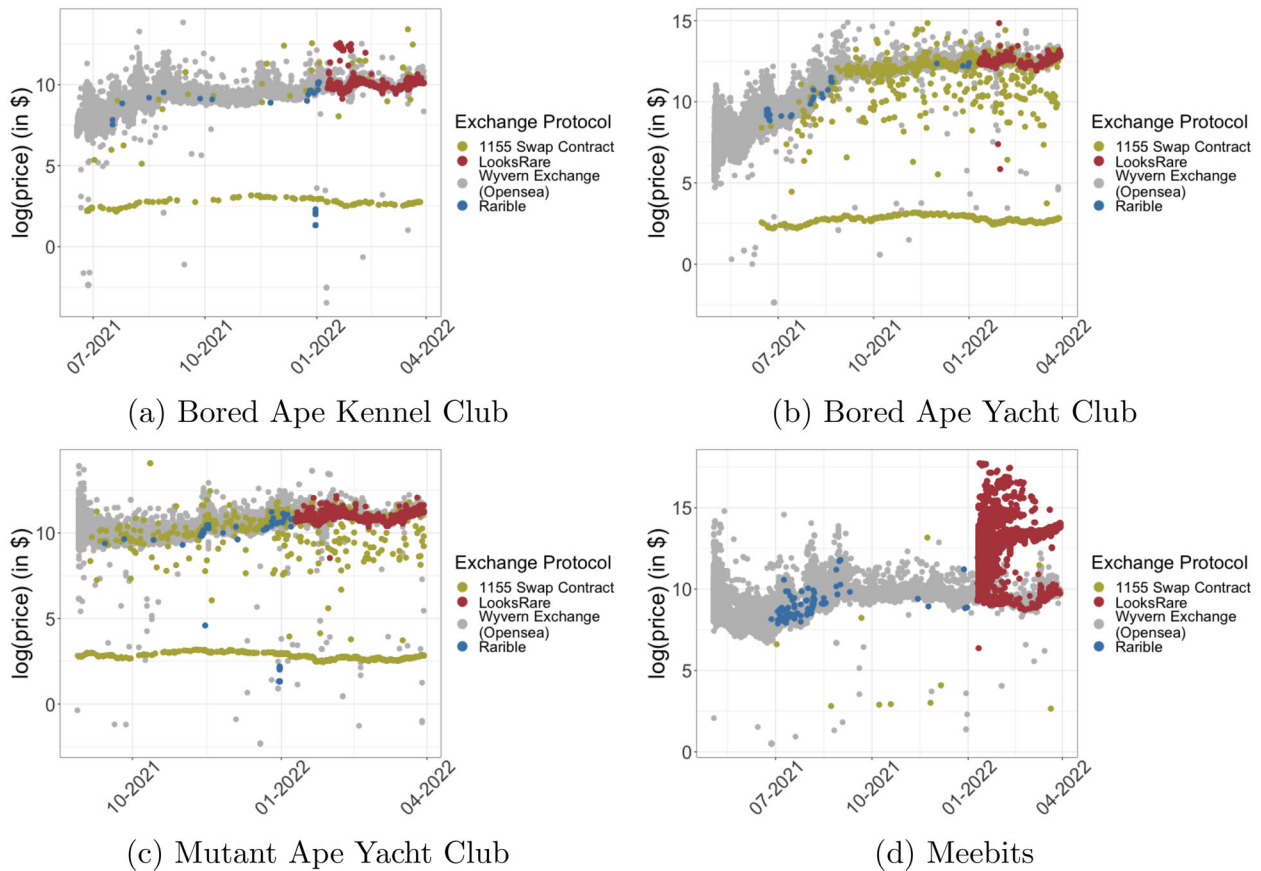 log(price) (in $)
10
5
0
07-2021
10-2021
01-2022
04-2022
Exchange Protocol
1155 Swap Contract
LooksRare
Wyvern Exchange
(Opensea)
Rarible
(a) Bored Ape Kennel Club
log(price) (in $)
15
10
5
0
07-2021
10-2021
01-2022
04-2022
Exchange Protocol
1155 Swap Contract
LooksRare
Wyvern Exchange
(Opensea)
Rarible
(b) Bored Ape Yacht Club
log(price) (in $)
10
5
0
10-2021
01-2022
04-2022
Exchange Protocol
1155 Swap Contract
LooksRare
Wyvern Exchange
(Opensea)
Rarible
(c) Mutant Ape Yacht Club
log(price) (in $)
15
10
5
0
07-2021
10-2021
01-2022
04-2022
Exchange Protocol
1155 Swap Contract
LooksRare
Wyvern Exchange
(Opensea)
Rarible
(d) Meebits